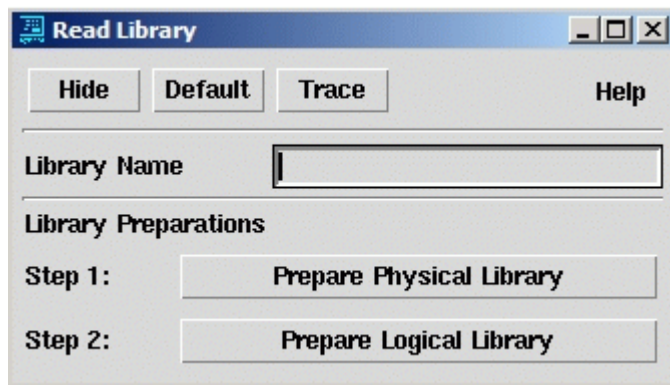 Read Library
Hide Default Trace Help
Library Name
Library Preparations
Step 1: Prepare Physical Library
Step 2: Prepare Logical Library